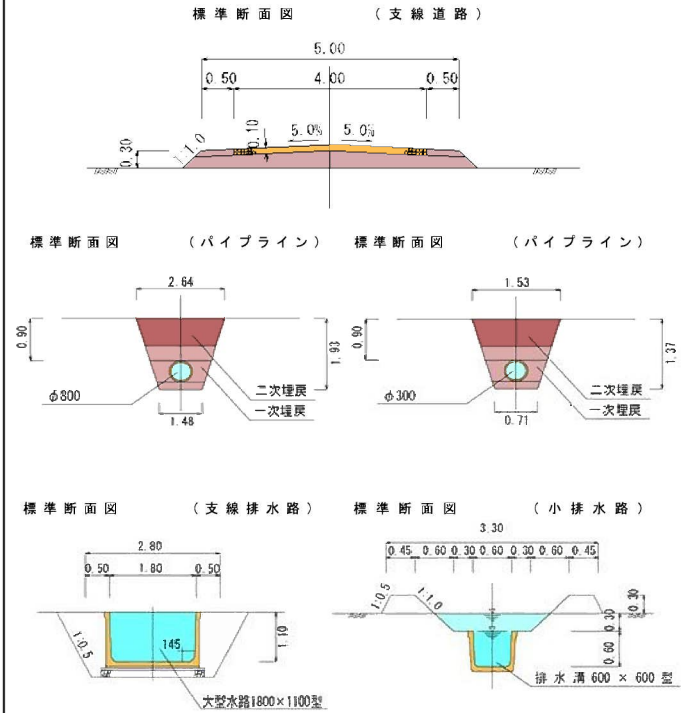 標準断面図 (支線道路)
5.00
0.50 4.00 0.50
0.30 1:1.0 0.10 5.0% 5.0%
標準断面図 (パイプライン)
2.64
0.90 1.93
二次埋戻
φ800 一次埋戻
1.48
標準断面図 (パイプライン)
1.53
0.90 1.37
二次埋戻
φ300 一次埋戻
0.71
標準断面図 (支線排水路)
2.80
0.50 1.80 0.50
1:0.5 145 1.10
大型水路1800×1100型
標準断面図 (小排水路)
3.30
0.45 0.60 0.30 0.60 0.30 0.60 0.45
1:0.5 1:1.0 0.30
0.30
0.60
排水溝600×600型